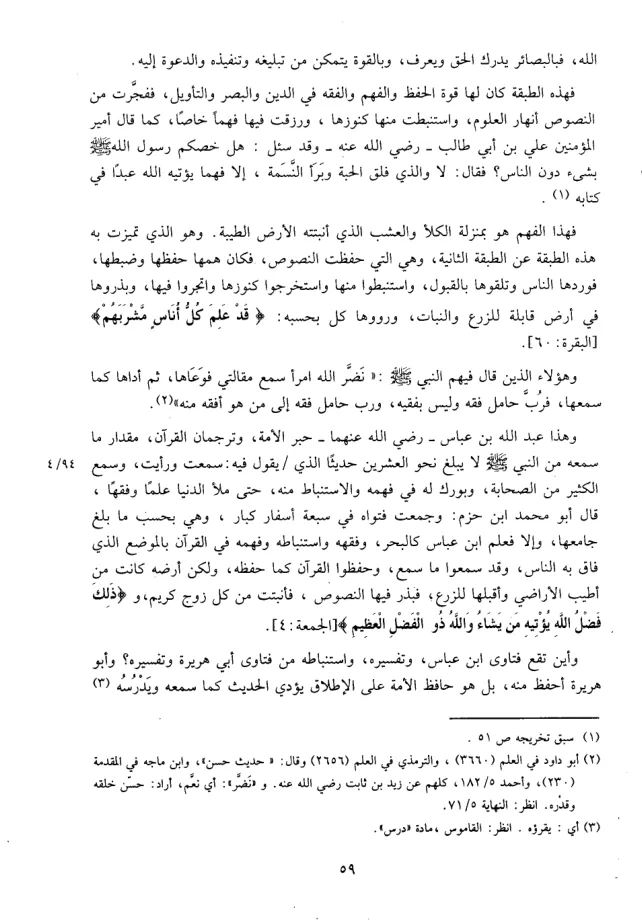 الله، فبالبصائر يدرك الحق ويعرف، وبالقوة يتمكن من تبليغه وتنفيذه والدعوة إليه.
فهذه الطبقة كان لها قوة الحفظ والفهم والفقه في الدين والبصر والتأويل، ففجَّرت من
النصوص أنهار العلوم، واستنبطت منها كنوزها ، ورزقت فيها فهماً خاصًا، كما قال أمير
المؤمنين علي بن أبي طالب ـ رضي الله عنه ـ وقد سئل : هل خصكم رسول الله ﷺ
بشىء دون الناس؟ فقال: لا والذي فلق الحبة وبَرَأ النَّسَمة ، إلا فهما يؤتيه الله عبدًا في
كتابه (١) .
فهذا الفهم هو بمنزلة الكلأ والعشب الذي أنبتته الأرض الطيبة. وهو الذي تميزت به
هذه الطبقة عن الطبقة الثانية، وهي التي حفظت النصوص، فكان همها حفظها وضبطها،
فوردها الناس وتلقوها بالقبول، واستنبطوا منها واستخرجوا كنوزها واتجروا فيها، وبذروها
في أرض قابلة للزرع والنبات، ورووها كل بحسبه: ﴿ قَدْ عَلِمَ كُلُّ أُنَاسٍ مَّشْرَبَهُمْ﴾
[البقرة: ٦٠].
وهؤلاء الذين قال فيهم النبي ﷺ :« نَضَّر الله امرأ سمع مقالتي فوَعَاها، ثم أداها كما
سمعها، فرُبَّ حامل فقه وليس بفقيه، ورب حامل فقه إلى من هو أفقه منه»(٢).
وهذا عبد الله بن عباس ـ رضي الله عنهما ـ حبر الأمة، وترجمان القرآن، مقدار ما
سمعه من النبي ﷺ لا يبلغ نحو العشرين حديثًا الذي / يقول فيه: سمعت ورأيت، وسمع ٤/٩٤
الكثير من الصحابة، وبورك له في فهمه والاستنباط منه، حتى ملأ الدنيا علمًا وفقهًا ،
قال أبو محمد ابن حزم: وجمعت فتواه في سبعة أسفار كبار ، وهي بحسب ما بلغ
جامعها، وإلا فعلم ابن عباس كالبحر، وفقهه واستنباطه وفهمه في القرآن بالموضع الذي
فاق به الناس، وقد سمعوا ما سمع، وحفظوا القرآن كما حفظه، ولكن أرضه كانت من
أطيب الأراضي وأقبلها للزرع، فبذر فيها النصوص ، فأنبتت من كل زوج كريم، و ﴿ذَلِكَ
فَضْلُ اللَّهِ يُؤْتِيهِ مَن يَشَاءُ وَاللَّهُ ذُو الْفَضْلِ الْعَظِيمِ ﴾[الجمعة: ٤].
وأين تقع فتاوى ابن عباس، وتفسيره، واستنباطه من فتاوى أبي هريرة وتفسيره؟ وأبو
هريرة أحفظ منه، بل هو حافظ الأمة على الإطلاق يؤدي الحديث كما سمعه ويَدْرُسُه (٣)
(١) سبق تخريجه ص ٥١ .
(٢) أبو داود في العلم (٣٦٦٠) ، والترمذي في العلم (٢٦٥٦) وقال: « حديث حسن»، وابن ماجه في المقدمة
(٢٣٠)، وأحمد ٥/ ١٨٢، كلهم عن زيد بن ثابت رضي الله عنه. و «نَضَّر»: أي نعَّم، أراد: حسّن خلقه
وقدْره. انظر: النهاية ٥/ ٧١.
(٣) أي : يقرؤه . انظر: القاموس ،مادة «درس».
٥٩